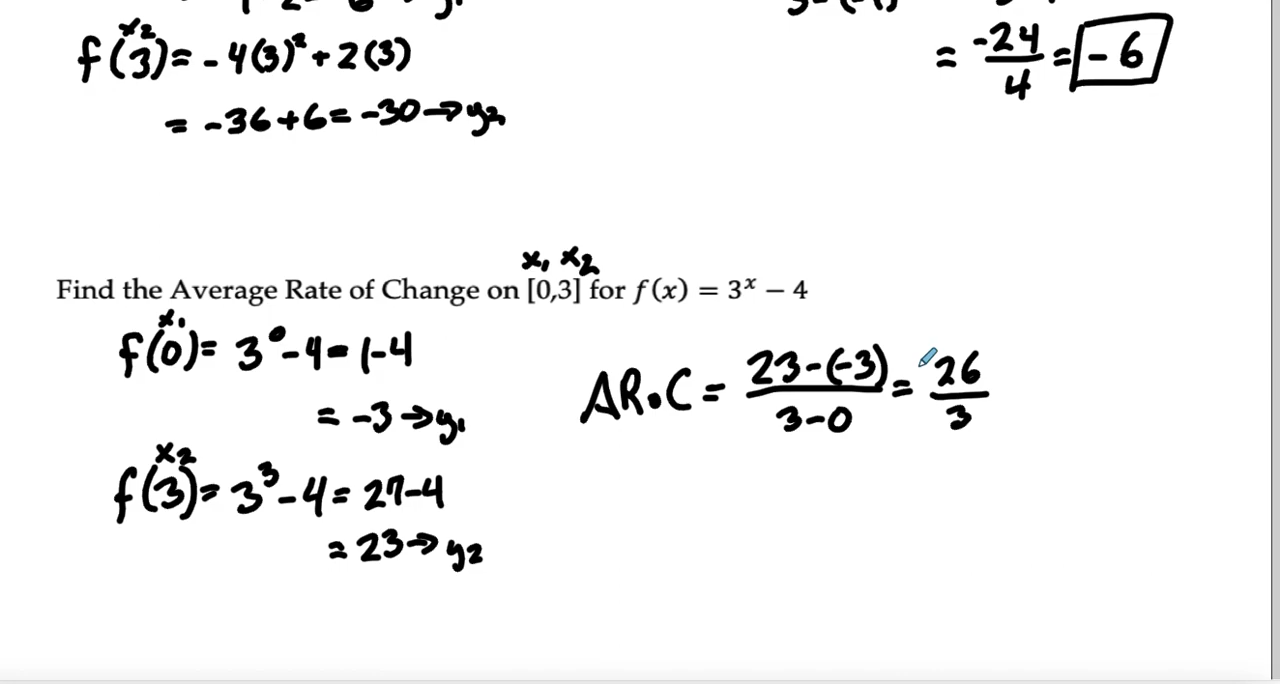 x2
f(3) = -4(3)² + 2(3)
= -36 + 6 = -30 → y2
= -24/4 = -6
x1 x2
Find the Average Rate of Change on [0,3] for f(x) = 3ˣ − 4
x1
f(0) = 3⁰ - 4 = 1-4
= -3 → y1
x2
f(3) = 3³ - 4 = 27-4
= 23 → y2
AR.C = 23-(-3)/3-0 = 26/3